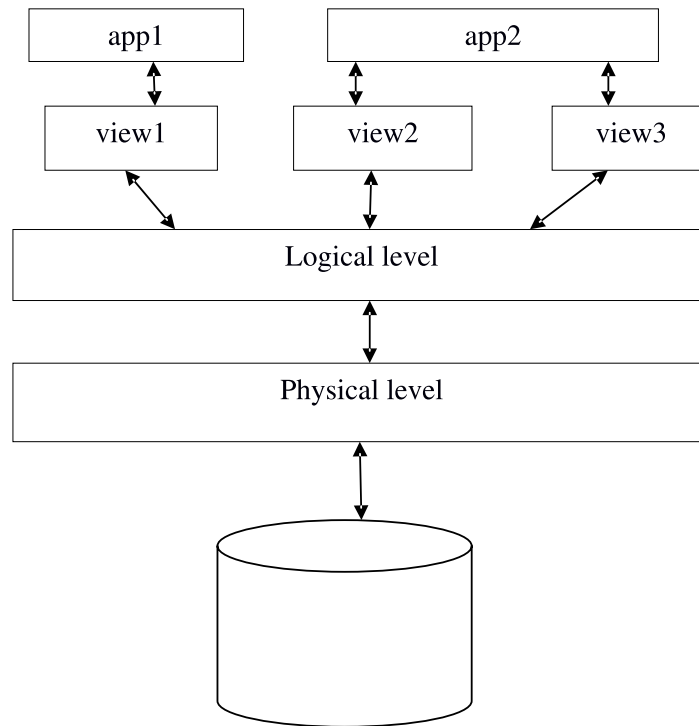 app1
app2
view1
view2
view3
Logical level
Physical level